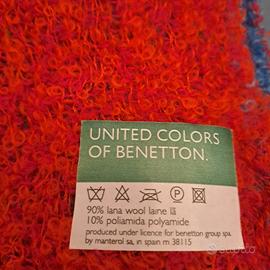 UNITED COLORS
OF BENETTON.
P
90% lana wool laine lã
10% poliamida polyamide
produced under licence for benetton group spa
by manterol sa, in spain m 38115
subito